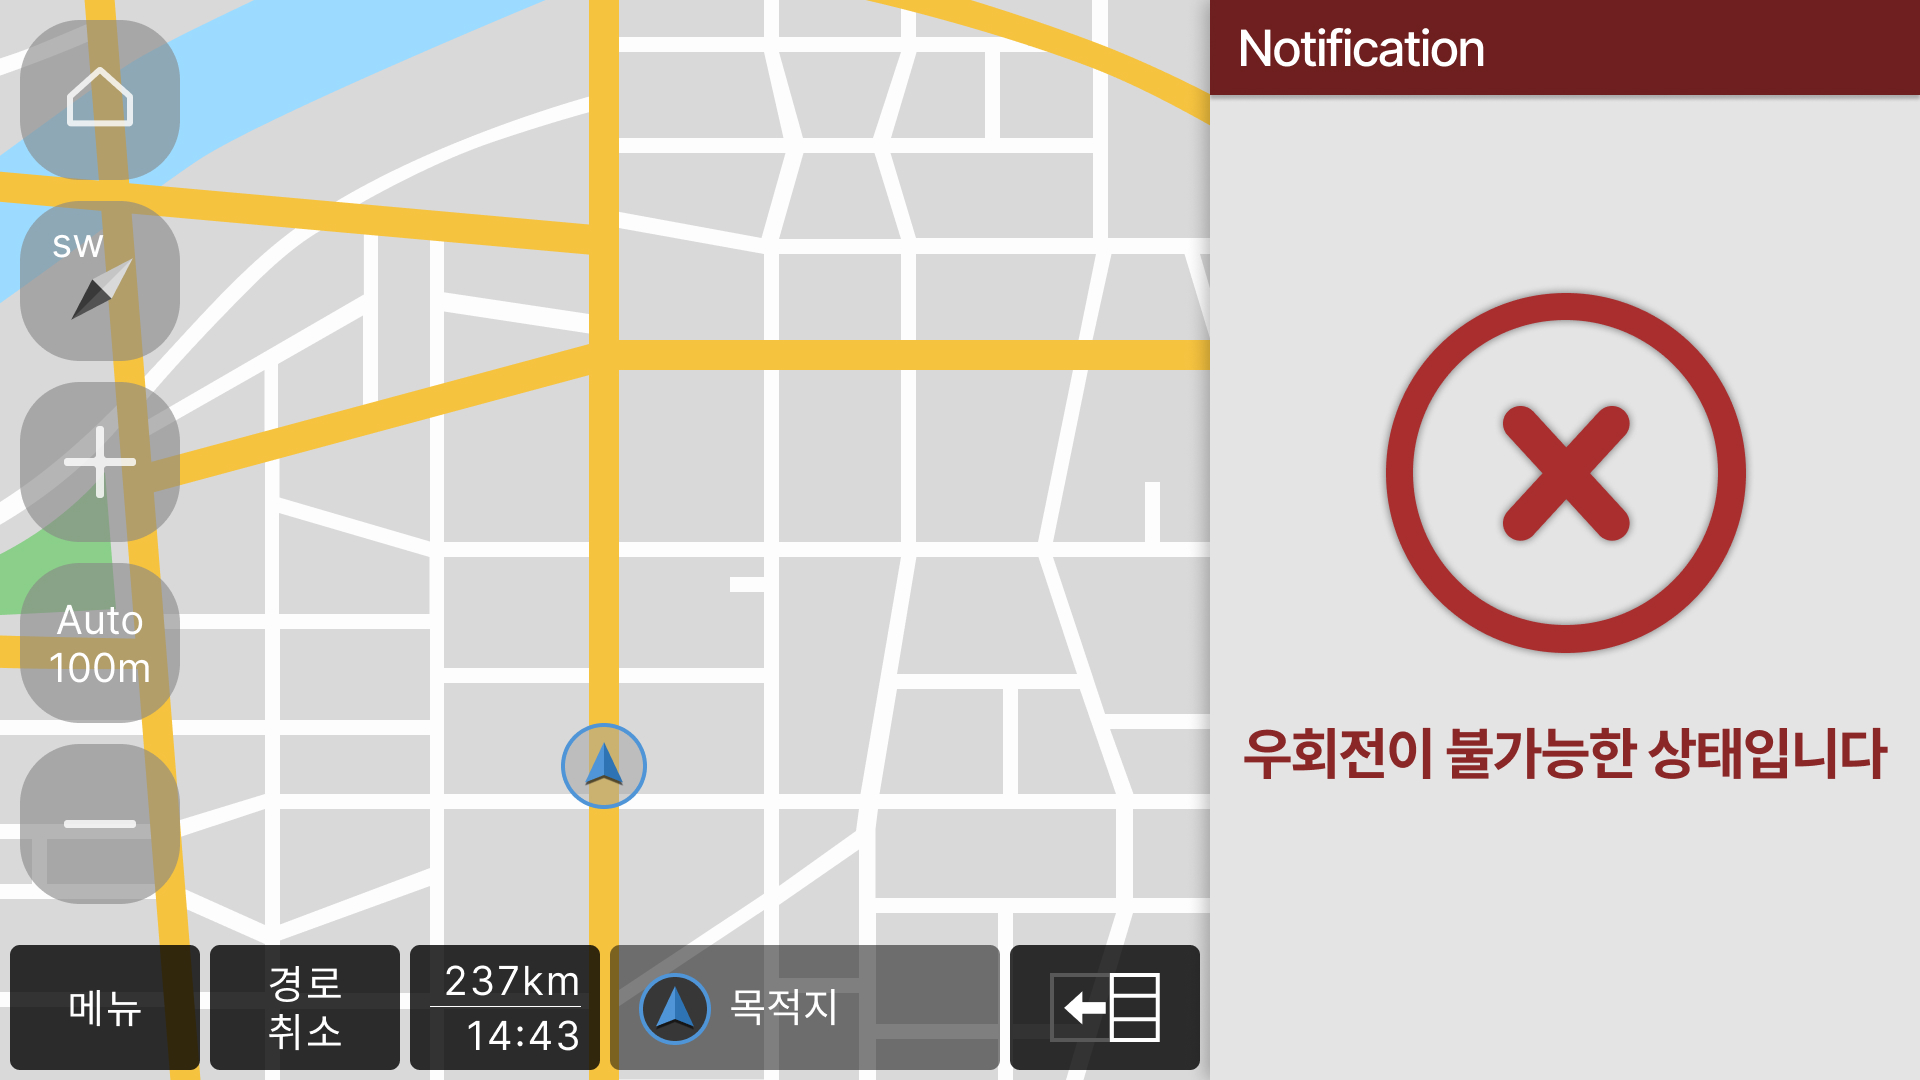 Notification
SW
Auto
100m
우회전이 불가능한 상태입니다
메뉴
경로
취소
237km
14:43
목적지